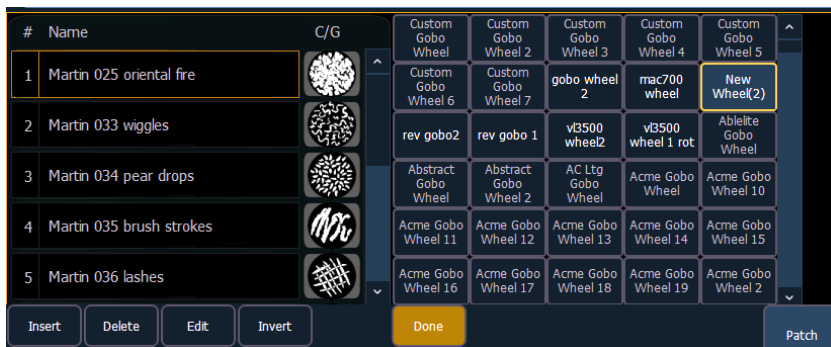 # Name C/G
1 Martin 025 oriental fire
2 Martin 033 wiggles
3 Martin 034 pear drops
4 Martin 035 brush strokes
5 Martin 036 lashes
Custom
Gobo
Wheel
Custom
Gobo
Wheel 2
Custom
Gobo
Wheel 3
Custom
Gobo
Wheel 4
Custom
Gobo
Wheel 5
Custom
Gobo
Wheel 6
Custom
Gobo
Wheel 7
gobo wheel
2
mac700
wheel
New
Wheel(2)
rev gobo2
rev gobo 1
vl3500
wheel2
vl3500
wheel 1 rot
Ablelite
Gobo
Wheel
Abstract
Gobo
Wheel
Abstract
Gobo
Wheel 2
AC Ltg
Gobo
Wheel
Acme Gobo
Wheel
Acme Gobo
Wheel 10
Acme Gobo
Wheel 11
Acme Gobo
Wheel 12
Acme Gobo
Wheel 13
Acme Gobo
Wheel 14
Acme Gobo
Wheel 15
Acme Gobo
Wheel 16
Acme Gobo
Wheel 17
Acme Gobo
Wheel 18
Acme Gobo
Wheel 19
Acme Gobo
Wheel 2
Insert
Delete
Edit
Invert
Done
Patch